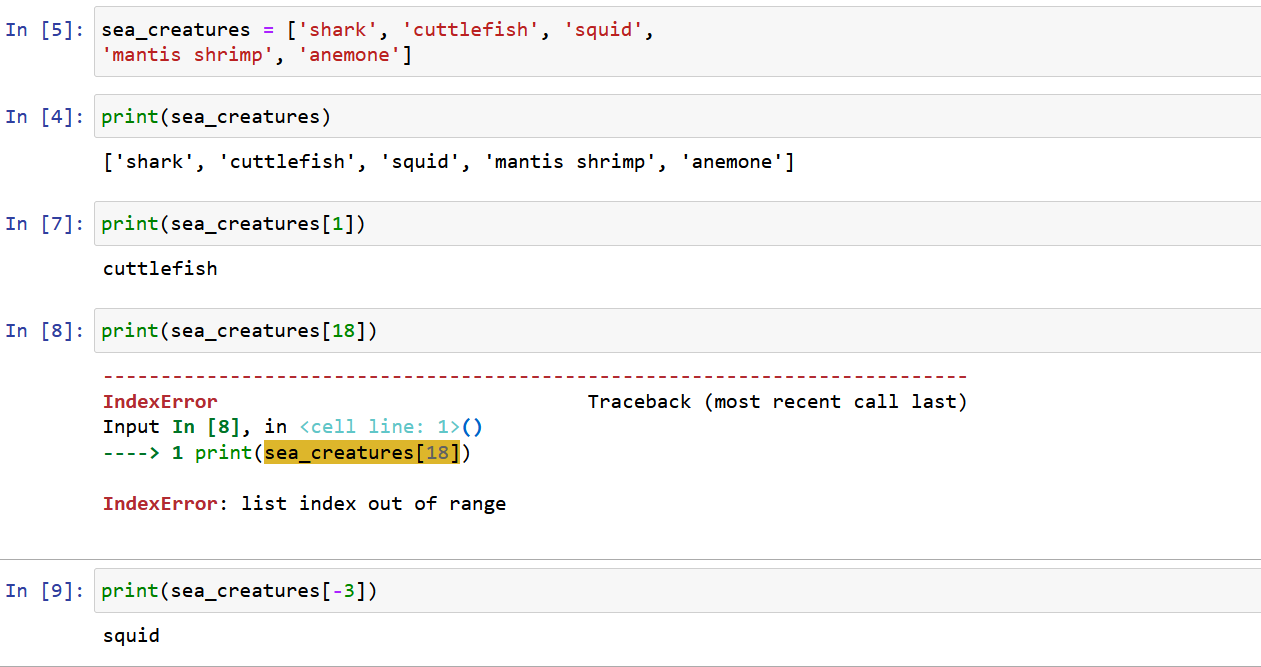 In [5]: sea_creatures = ['shark', 'cuttlefish', 'squid',
'mantis shrimp', 'anemone']
In [4]: print(sea_creatures)
['shark', 'cuttlefish', 'squid', 'mantis shrimp', 'anemone']
In [7]: print(sea_creatures[1])
cuttlefish
In [8]: print(sea_creatures[18])
---------------------------------------------------------------------------
IndexError                                Traceback (most recent call last)
Input In [8], in <cell line: 1>()
----> 1 print(sea_creatures[18])
IndexError: list index out of range
In [9]: print(sea_creatures[-3])
squid